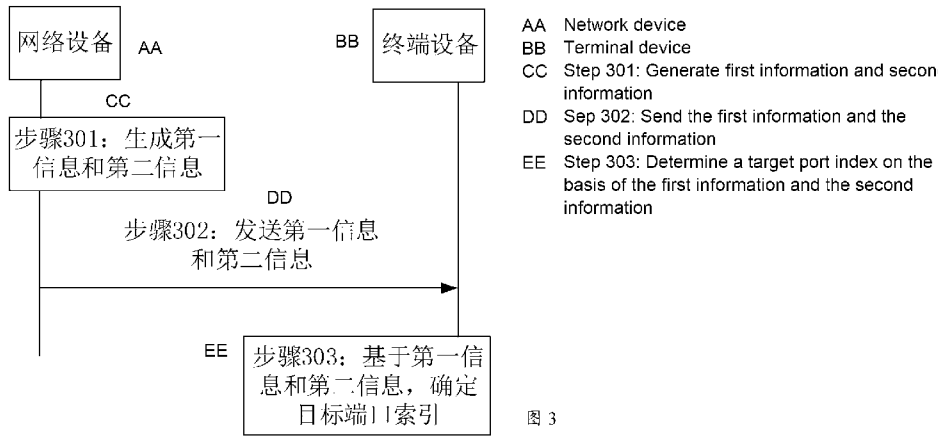 网络设备
AA
BB
终端设备
CC
步骤301：生成第一
信息和第二信息
DD
步骤302：发送第一信息
和第二信息
EE
步骤303：基于第一信
息和第二信息，确定
目标端口索引
图 3
AA Network device
BB Terminal device
CC Step 301: Generate first information and secon
information
DD Sep 302: Send the first information and the
second information
EE Step 303: Determine a target port index on the
basis of the first information and the second
information